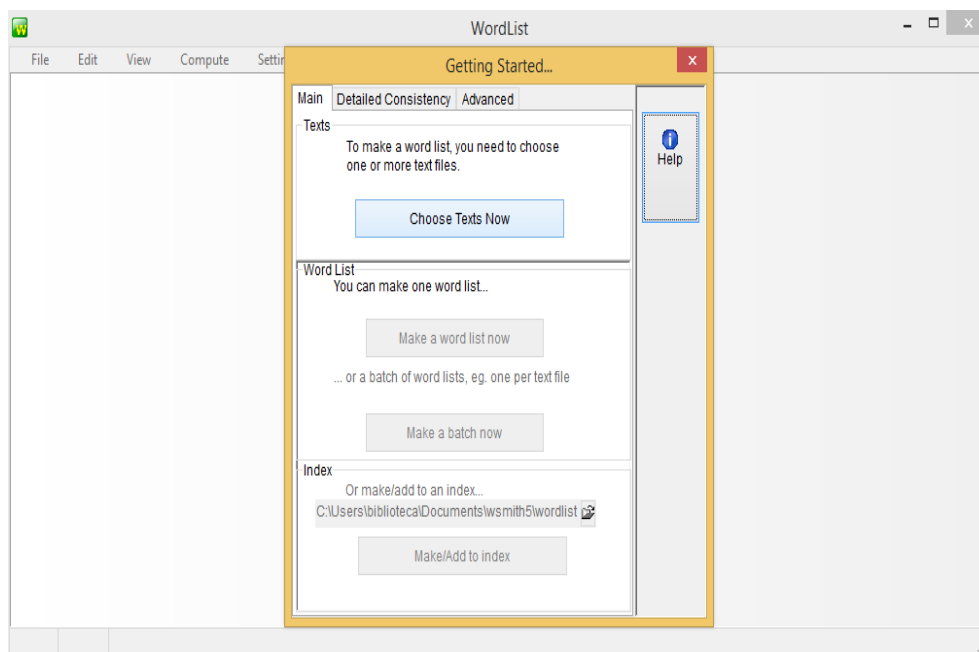 WordList
File Edit View Compute
Getting Started...
Main Detailed Consistency Advanced
Texts
To make a word list, you need to choose
one or more text files.
Choose Texts Now
Help
Word List
You can make one word list...
Make a word list now
... or a batch of word lists, eg. one per text file
Make a batch now
Index
Or make/add to an index...
C:\Users\biblioteca\Documents\wsmith5\wordlist
Make/Add to index